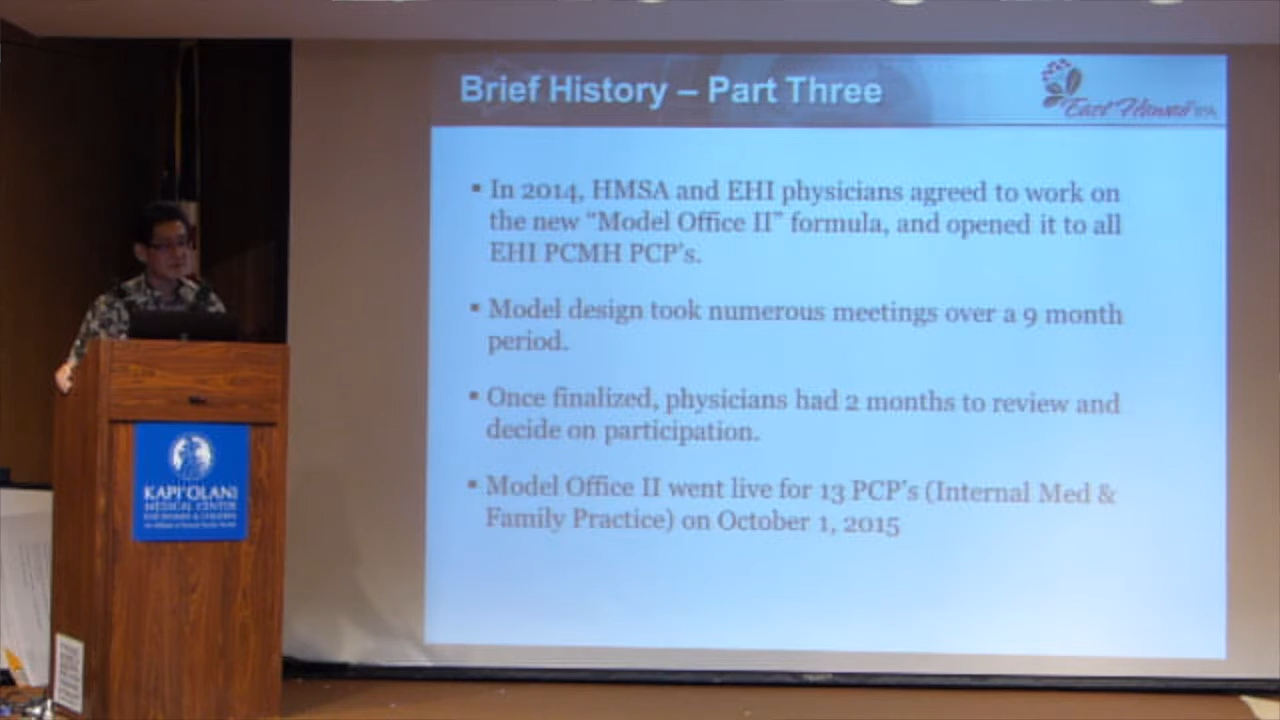 Brief History – Part Three
East Hawaii IPA
▪ In 2014, HMSA and EHI physicians agreed to work on
the new “Model Office II” formula, and opened it to all
EHI PCMH PCP’s.
▪ Model design took numerous meetings over a 9 month
period.
▪ Once finalized, physicians had 2 months to review and
decide on participation.
▪ Model Office II went live for 13 PCP’s (Internal Med &
Family Practice) on October 1, 2015
KAPI‘OLANI
MEDICAL CENTER
FOR WOMEN & CHILDREN